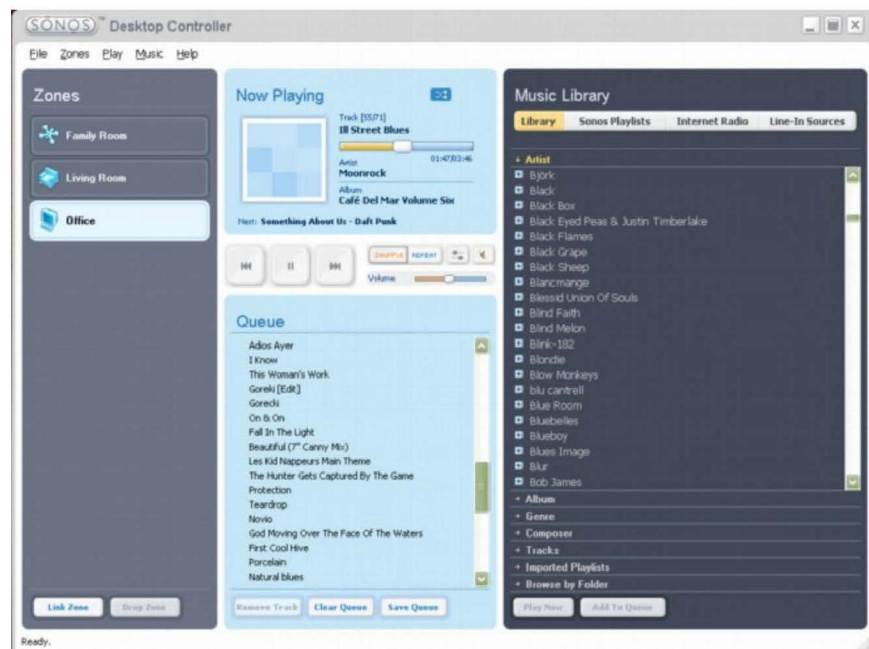 SONOS™ Desktop Controller
File Zones Play Music Help
Zones
Family Room
Living Room
Office
Link Zone Drop Zone
Now Playing
Track [55/71]
Ill Street Blues
01:47/03:46
Artist
Moonrock
Album
Café Del Mar Volume Six
Next: Something About Us - Daft Punk
SHUFFLE REPEAT
Volume
Queue
Adios Ayer
I Know
This Woman's Work
Goreki [Edit]
Gorecki
On & On
Fall In The Light
Beautiful (7" Canny Mix)
Les Kid Nappeurs Main Theme
The Hunter Gets Captured By The Game
Protection
Teardrop
Novio
God Moving Over The Face Of The Waters
First Cool Hive
Porcelain
Natural blues
Remove Track Clear Queue Save Queue
Music Library
Library Sonos Playlists Internet Radio Line-In Sources
Artist
Björk
Black
Black Box
Black Eyed Peas & Justin Timberlake
Black Flames
Black Grape
Black Sheep
Blancmange
Blessid Union Of Souls
Blind Faith
Blind Melon
Blink-182
Blondie
Blow Monkeys
blu cantrell
Blue Room
Bluebelles
Blueboy
Blues Image
Blur
Bob James
Album
Genre
Composer
Tracks
Imported Playlists
Browse by Folder
Play Now Add To Queue
Ready.